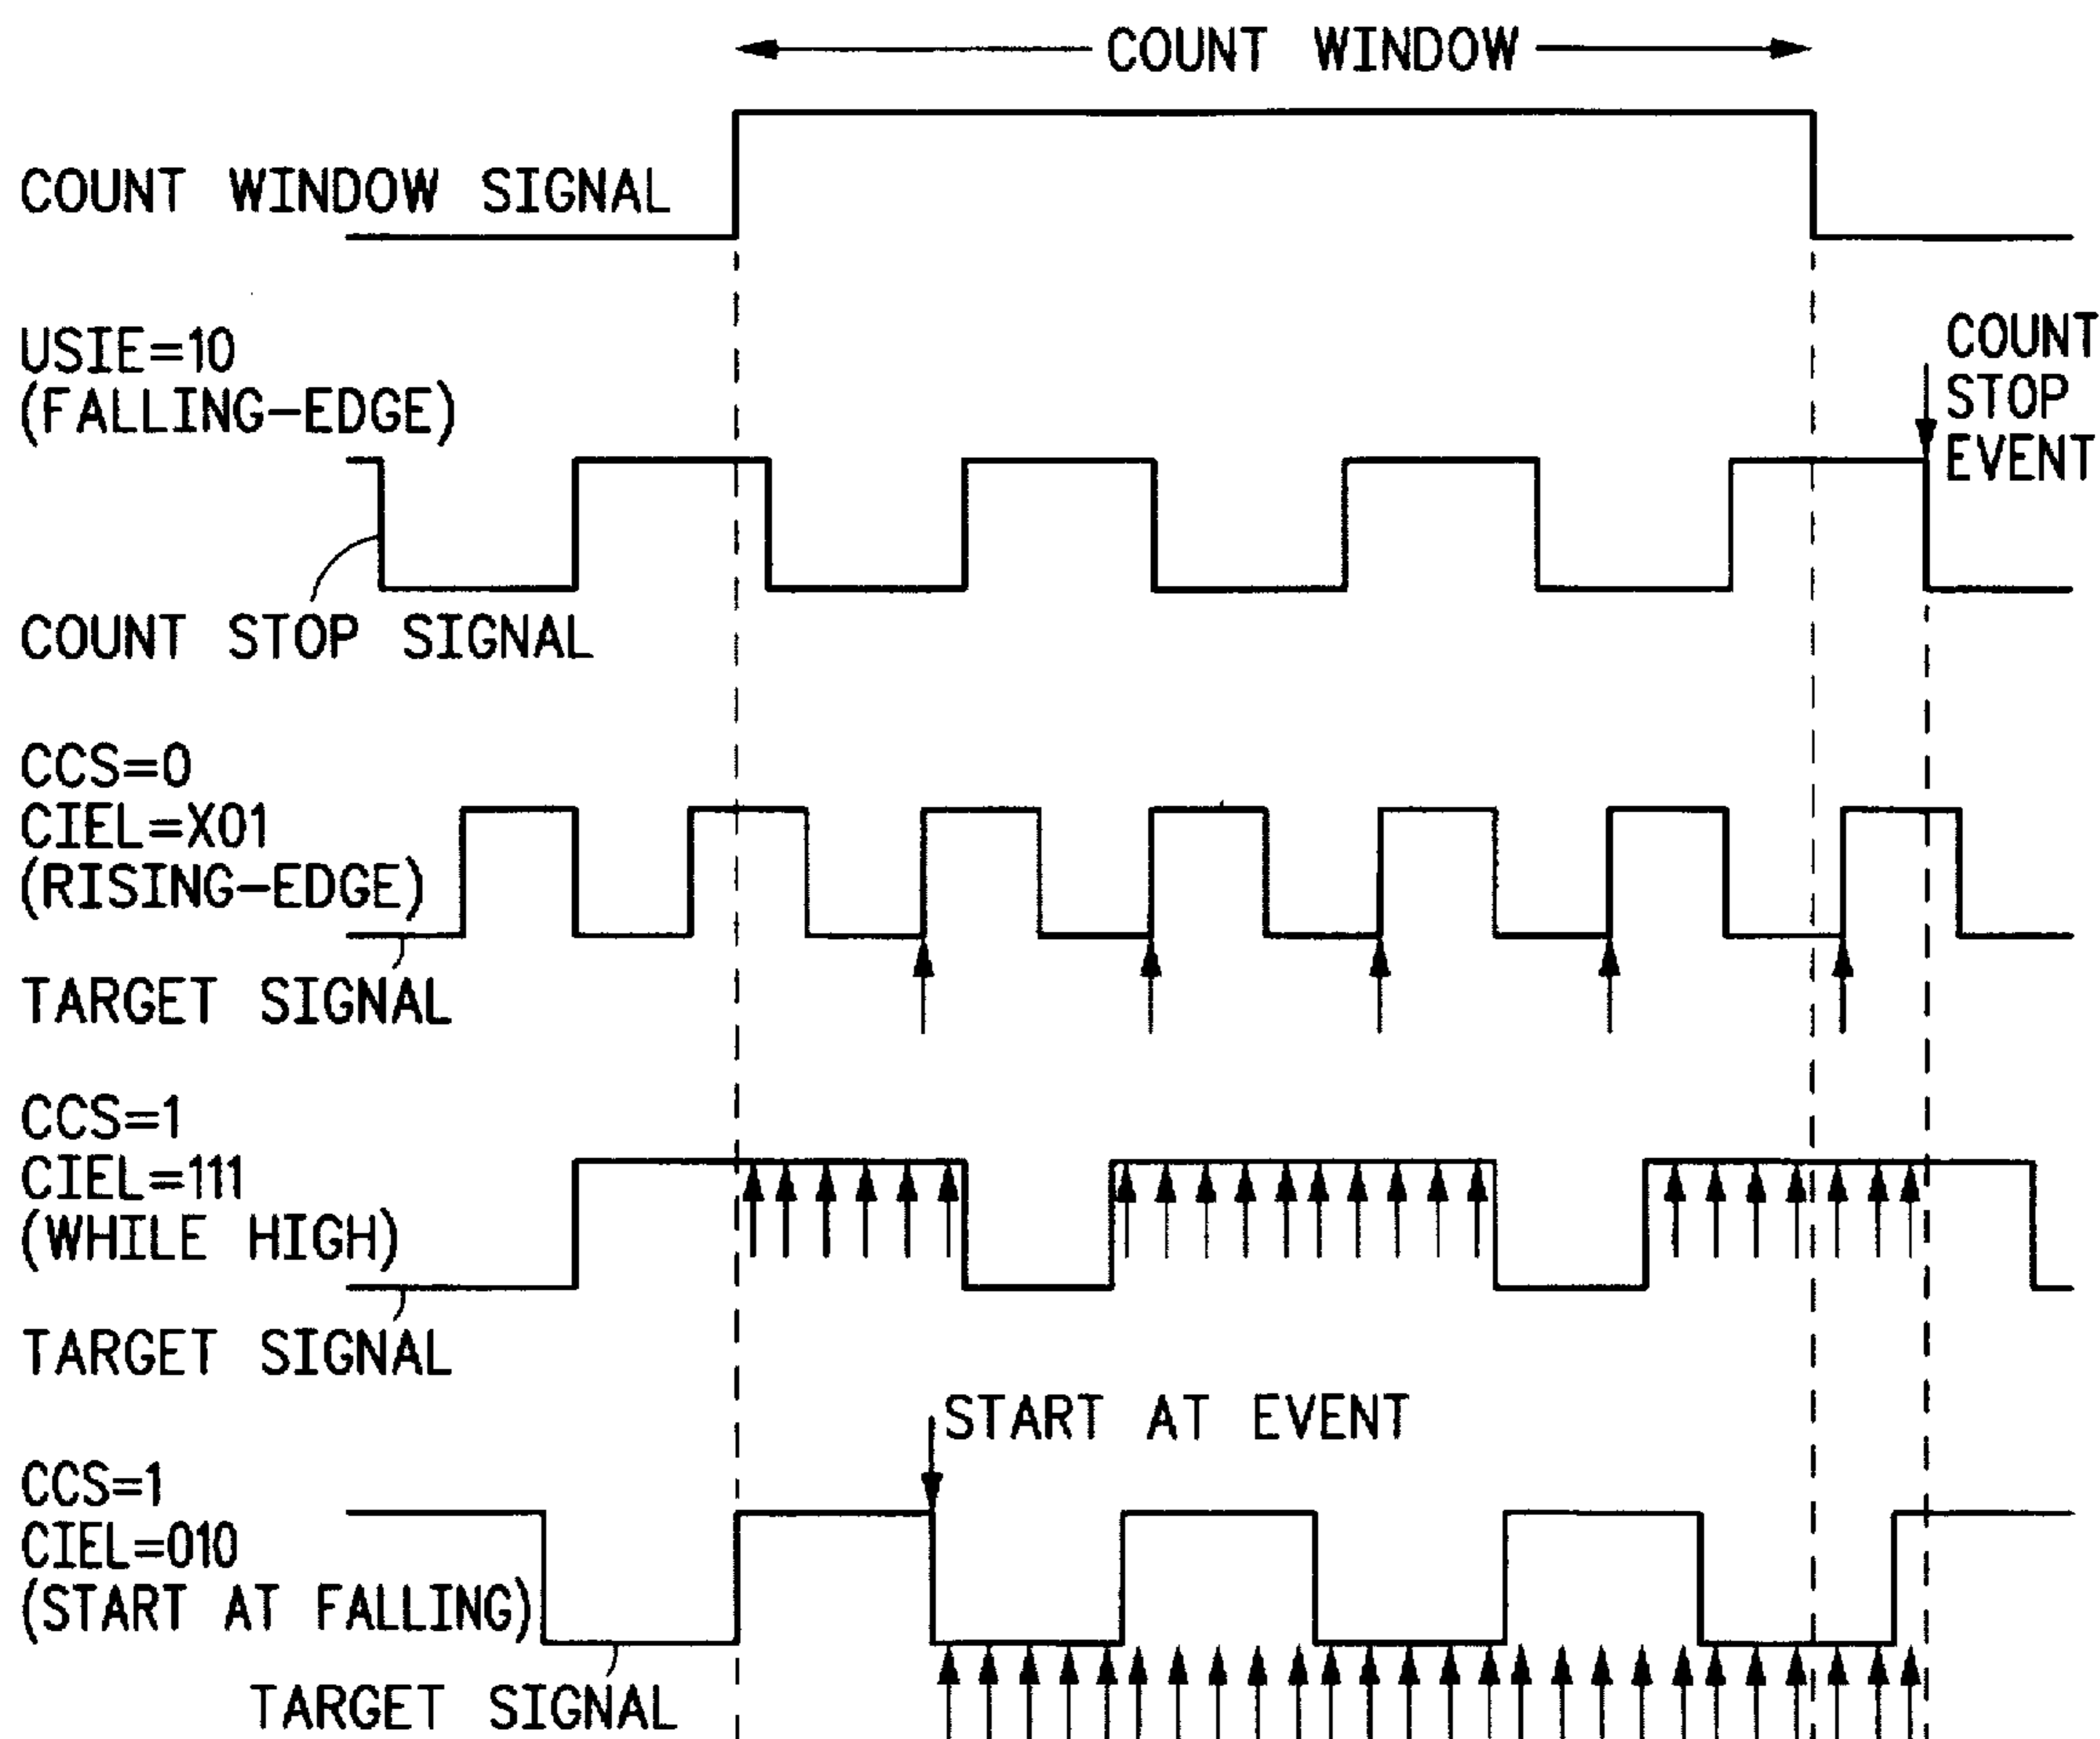 COUNT WINDOW
COUNT WINDOW SIGNAL
USIE=10
(FALLING-EDGE)
COUNT
STOP
EVENT
COUNT STOP SIGNAL
CCS=0
CIEL=X01
(RISING-EDGE)
TARGET SIGNAL
CCS=1
CIEL=111
(WHILE HIGH)
TARGET SIGNAL
START AT EVENT
CCS=1
CIEL=010
(START AT FALLING)
TARGET SIGNAL